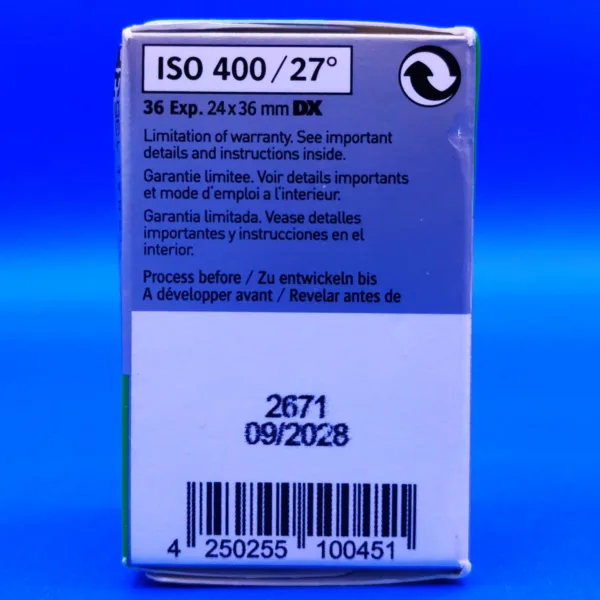 ISO 400/27°
36 Exp. 24x36 mm DX
Limitation of warranty. See important
details and instructions inside.
Garantie limitee. Voir details importants
et mode d'emploi a l'interieur.
Garantia limitada. Vease detalles
importantes y instrucciones en el
interior.
Process before / Zu entwickeln bis
A développer avant / Revelar antes de
2671
09/2028
4 250255 100451